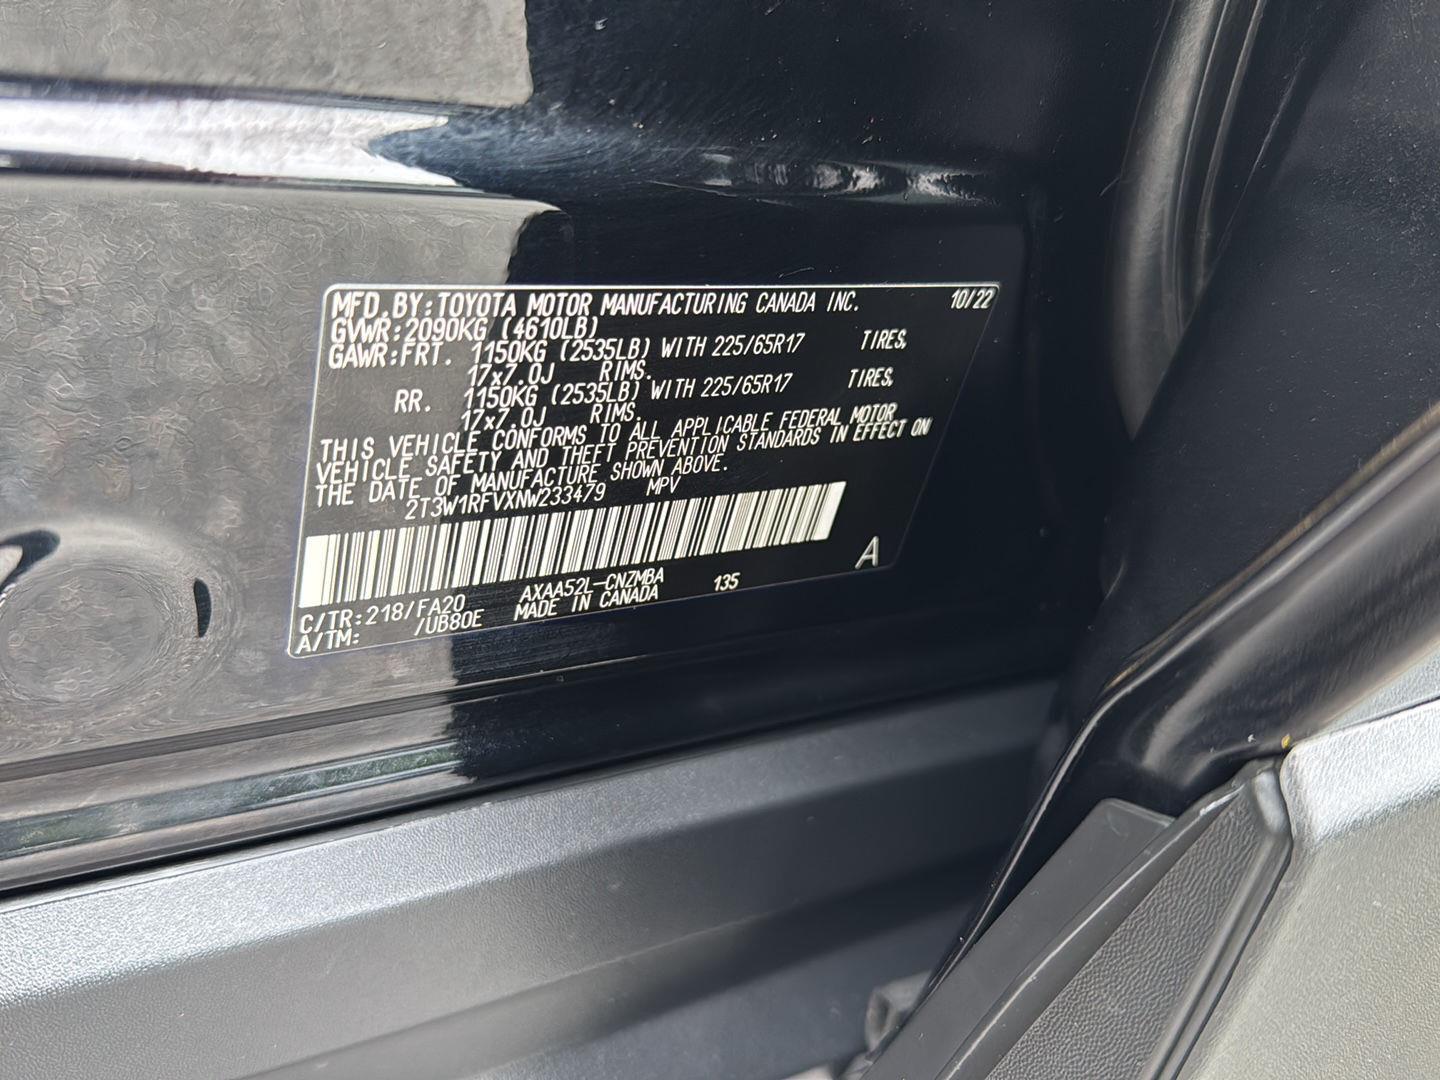 MFD.BY:TOYOTA MOTOR MANUFACTURING CANADA INC. 10/22
GVWR:2090KG (4610LB)
GAWR:FRT. 1150KG (2535LB) WITH 225/65R17 TIRES,
17x7.0J RIMS.
RR. 1150KG (2535LB) WITH 225/65R17 TIRES,
17x7.0J RIMS.
THIS VEHICLE CONFORMS TO ALL APPLICABLE FEDERAL MOTOR
VEHICLE SAFETY AND THEFT PREVENTION STANDARDS IN EFFECT ON
THE DATE OF MANUFACTURE SHOWN ABOVE.
2T3W1RFVXNW233479 MPV
A
C/TR:218/FA20 AXAA52L-CNZMBA 135
A/TM: /UB80E MADE IN CANADA